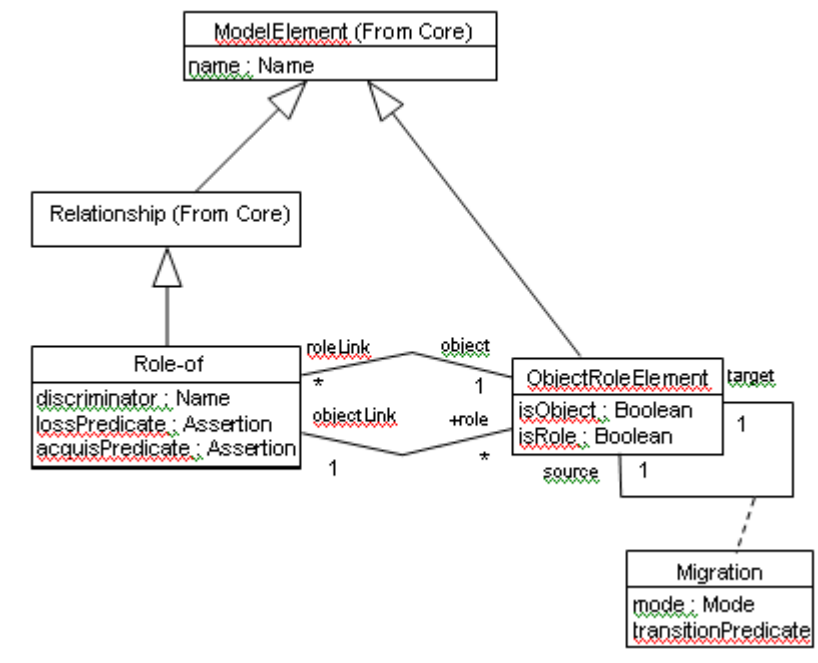 ModelElement (From Core)
name : Name
Relationship (From Core)
Role-of
discriminator : Name
lossPredicate : Assertion
acquisPredicate : Assertion
roleLink
object
*
1
objectLink
+role
1
*
ObjectRoleElement
isObject : Boolean
isRole : Boolean
target
1
source
1
Migration
mode : Mode
transitionPredicate